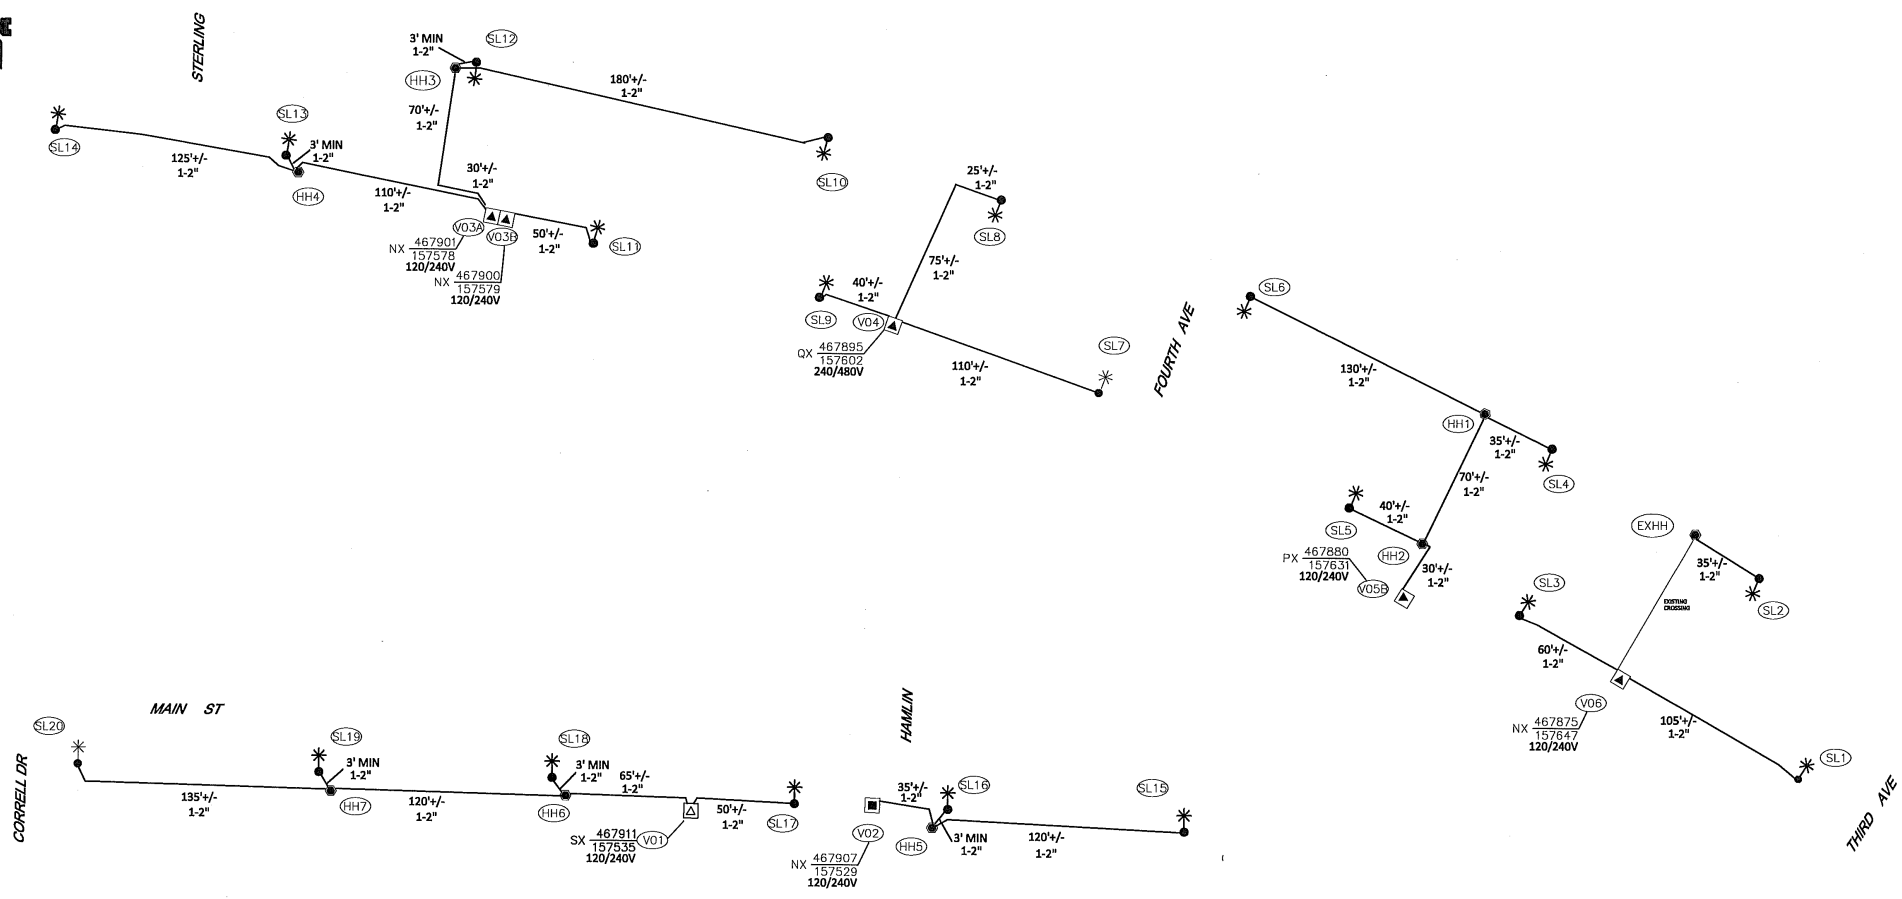 STERLING
3' MIN
1-2"
SL12
HH3
180'+/-
1-2"
70'+/-
1-2"
SL13
3' MIN
1-2"
SL14
125'+/-
1-2"
HH4
110'+/-
1-2"
30'+/-
1-2"
SL10
V03A
V03B
NX 467901
157578
120/240V
NX 467900
157579
120/240V
50'+/-
1-2"
SL11
25'+/-
1-2"
SL8
75'+/-
1-2"
40'+/-
1-2"
SL9
V04
QX 467895
157602
240/480V
110'+/-
1-2"
SL7
FOURTH AVE
SL6
130'+/-
1-2"
HH1
35'+/-
1-2"
SL4
70'+/-
1-2"
40'+/-
1-2"
SL5
HH2
PX 467880
157631
120/240V
V05B
30'+/-
1-2"
EXHH
35'+/-
1-2"
SL2
EXISTING
CROSSING
SL3
60'+/-
1-2"
V06
NX 467875
157647
120/240V
105'+/-
1-2"
SL1
THIRD AVE
MAIN ST
CORRELL DR
SL20
135'+/-
1-2"
SL19
3' MIN
1-2"
HH7
120'+/-
1-2"
SL18
3' MIN
1-2"
HH6
65'+/-
1-2"
50'+/-
1-2"
SL17
SX 467911
157535
120/240V
V01
HAMLIN
35'+/-
1-2"
SL16
V02
HH5
3' MIN
1-2"
NX 467907
157529
120/240V
120'+/-
1-2"
SL15